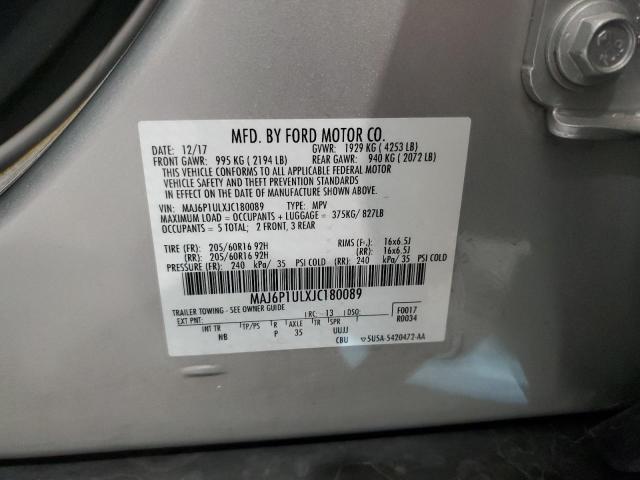 MFD. BY FORD MOTOR CO.
DATE: 12/17 GVWR: 1929 KG ( 4253 LB)
FRONT GAWR: 995 KG ( 2194 LB) REAR GAWR: 940 KG ( 2072 LB)
THIS VEHICLE CONFORMS TO ALL APPLICABLE FEDERAL MOTOR
VEHICLE SAFETY AND THEFT PREVENTION STANDARDS IN
EFFECT ON THE DATE OF MANUFACTURE SHOWN ABOVE.
VIN: MAJ6P1ULXJC180089 TYPE: MPV
MAXIMUM LOAD = OCCUPANTS + LUGGAGE = 375KG/ 827LB
OCCUPANTS = 5 TOTAL: 2 FRONT, 3 REAR
TIRE (FR): 205/60R16 92H RIMS (F-): 16x6.5J
(RR): 205/60R16 92H (RR): 16x6.5J
PRESSURE (FR): 240 kPa/ 35 PSI COLD (RR): 240 kPa/ 35 PSI COLD
MAJ6P1ULXJC180089
TRAILER TOWING - SEE OWNER GUIDE
EXT PNT: RC: 13 DSO: F0017
R0034
INT TR TP/PS R AXLE TR SPR
NB P 35 UUJJ
CBU 5U5A-5420472-AA